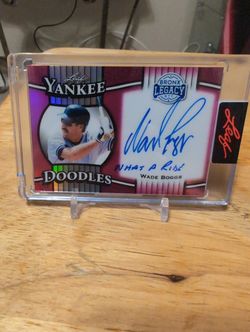 Leaf
YANKEE
DOODLES
BRONX
LEGACY
WHAT A RIDE
WADE BOGGS
Leaf